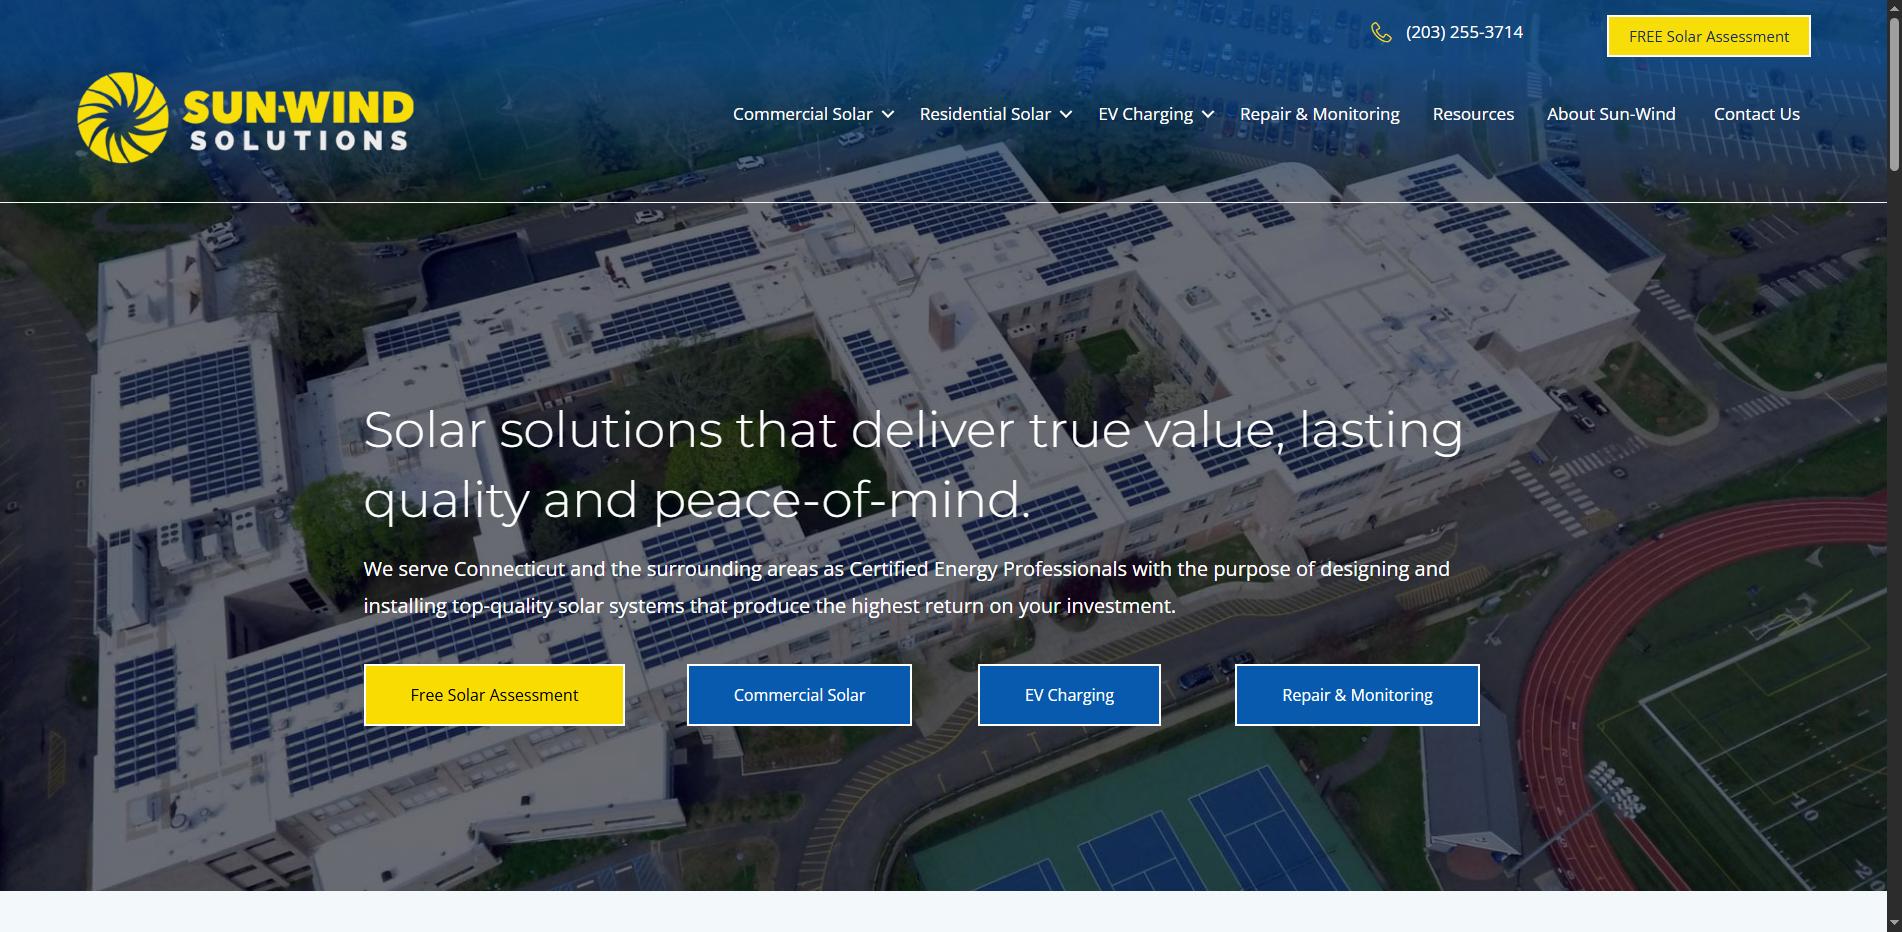 (203) 255-3714
FREE Solar Assessment
SUN-WIND
SOLUTIONS
Commercial Solar
Residential Solar
EV Charging
Repair & Monitoring
Resources
About Sun-Wind
Contact Us
Solar solutions that deliver true value, lasting
quality and peace-of-mind.
We serve Connecticut and the surrounding areas as Certified Energy Professionals with the purpose of designing and
installing top-quality solar systems that produce the highest return on your investment.
Free Solar Assessment
Commercial Solar
EV Charging
Repair & Monitoring
10
20